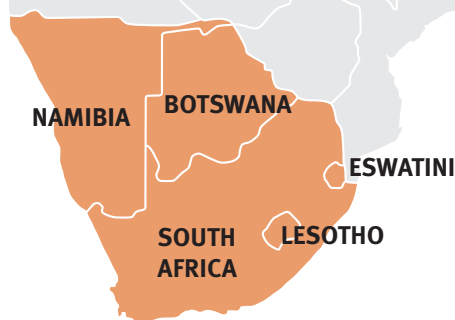 NAMIBIA
BOTSWANA
ESWATINI
SOUTH
AFRICA
LESOTHO